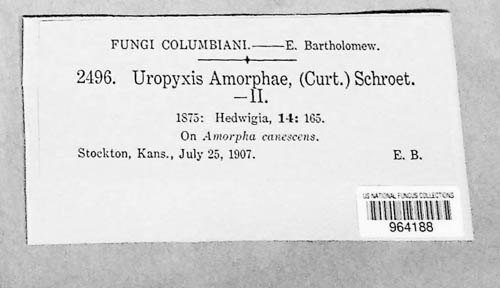 FUNGI COLUMBIANI.——E. Bartholomew.
2496. Uropyxis Amorphae, (Curt.) Schroet.
—II.
1875: Hedwigia, 14: 165.
On Amorpha canescens.
Stockton, Kans., July 25, 1907. E. B.
US NATIONAL FUNGUS COLLECTIONS
964188